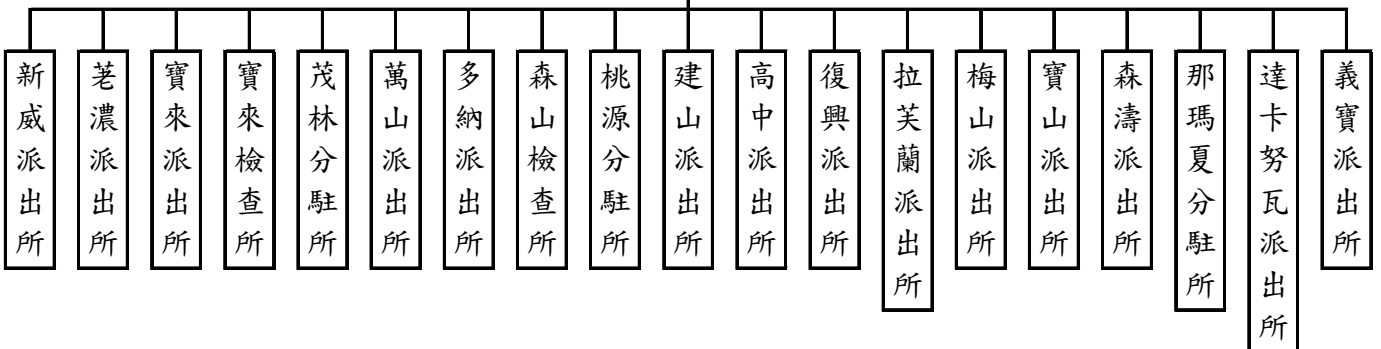 新威派出所
荖濃派出所
寶來派出所
寶來檢查所
茂林分駐所
萬山派出所
多納派出所
森山檢查所
桃源分駐所
建山派出所
高中派出所
復興派出所
拉芙蘭派出所
梅山派出所
寶山派出所
森濤派出所
那瑪夏分駐所
達卡努瓦派出所
義寶派出所